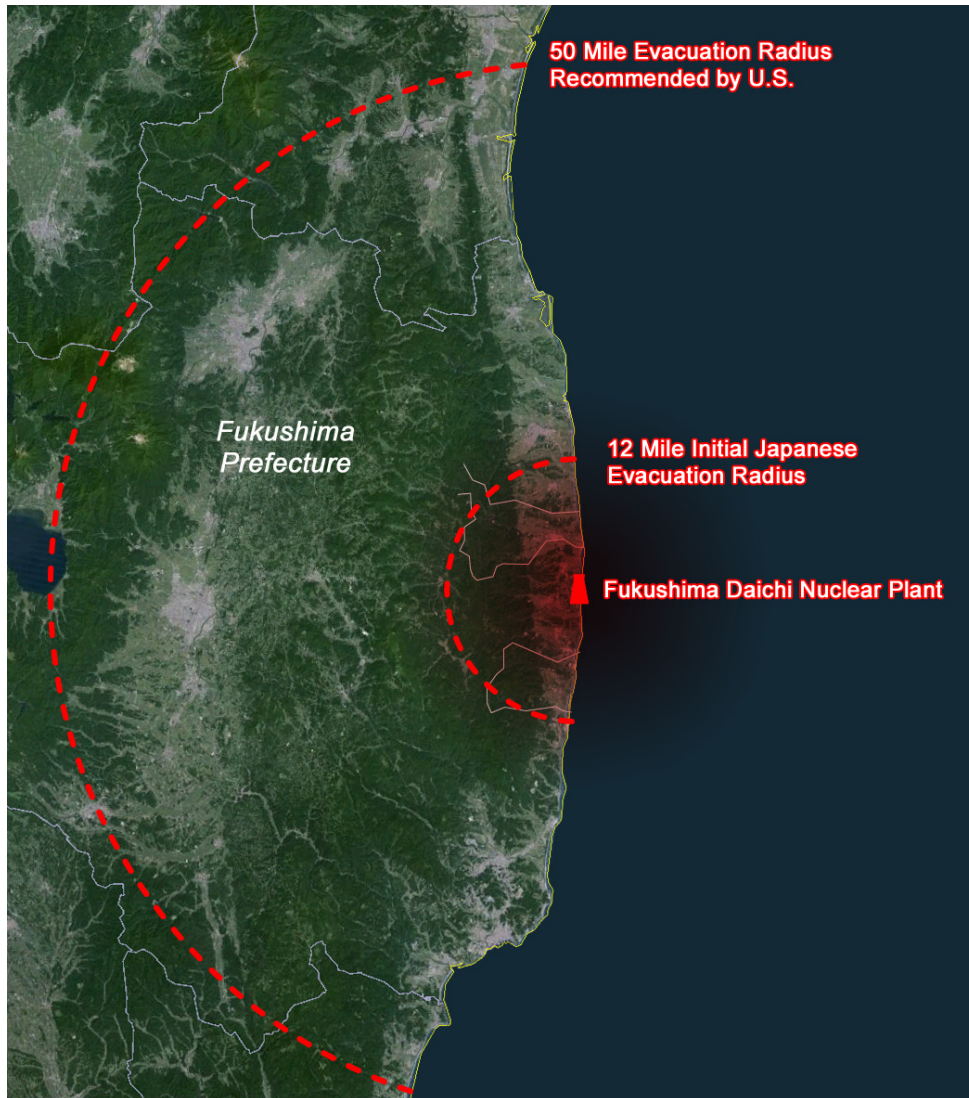 50 Mile Evacuation Radius
Recommended by U.S.
Fukushima
Prefecture
12 Mile Initial Japanese
Evacuation Radius
Fukushima Daichi Nuclear Plant